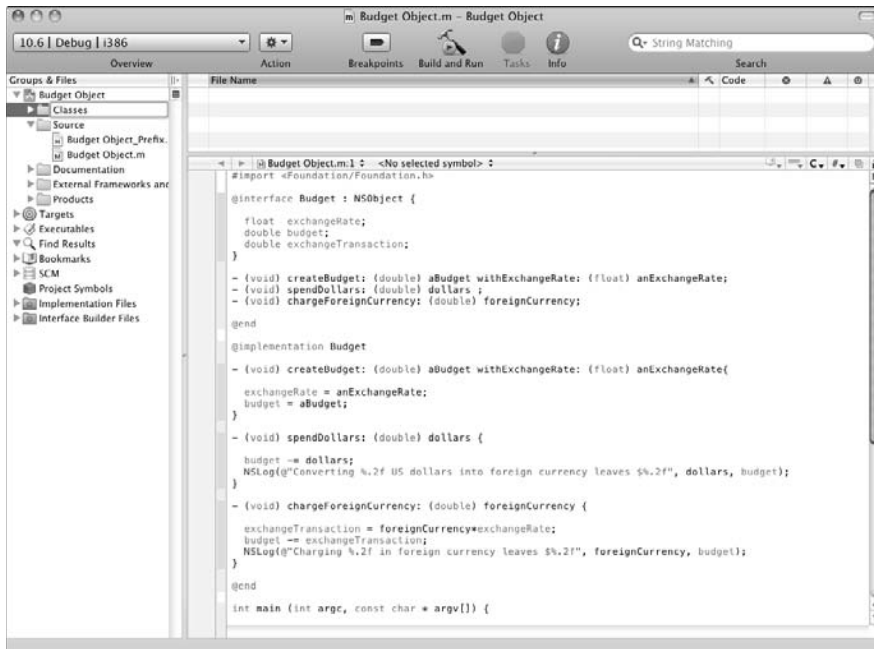 Budget Object.m – Budget Object
10.6 | Debug | i386
String Matching
Overview
Action
Breakpoints
Build and Run
Tasks
Info
Search
Groups & Files
Budget Object
Classes
Source
Budget Object_Prefix.
Budget Object.m
Documentation
External Frameworks and
Products
Targets
Executables
Find Results
Bookmarks
SCM
Project Symbols
Implementation Files
Interface Builder Files
File Name
Code
Budget Object.m:1
<No selected symbol>
C
#
#import <Foundation/Foundation.h>
@interface Budget : NSObject {
float exchangeRate;
double budget;
double exchangeTransaction;
}
- (void) createBudget: (double) aBudget withExchangeRate: (float) anExchangeRate;
- (void) spendDollars: (double) dollars ;
- (void) chargeForeignCurrency: (double) foreignCurrency;
@end
@implementation Budget
- (void) createBudget: (double) aBudget withExchangeRate: (float) anExchangeRate{
exchangeRate = anExchangeRate;
budget = aBudget;
}
- (void) spendDollars: (double) dollars {
budget -= dollars;
NSLog(@"Converting %.2f US dollars into foreign currency leaves $%.2f", dollars, budget);
}
- (void) chargeForeignCurrency: (double) foreignCurrency {
exchangeTransaction = foreignCurrency*exchangeRate;
budget -= exchangeTransaction;
NSLog(@"Charging %.2f in foreign currency leaves $%.2f", foreignCurrency, budget);
}
@end
int main (int argc, const char * argv[]) {